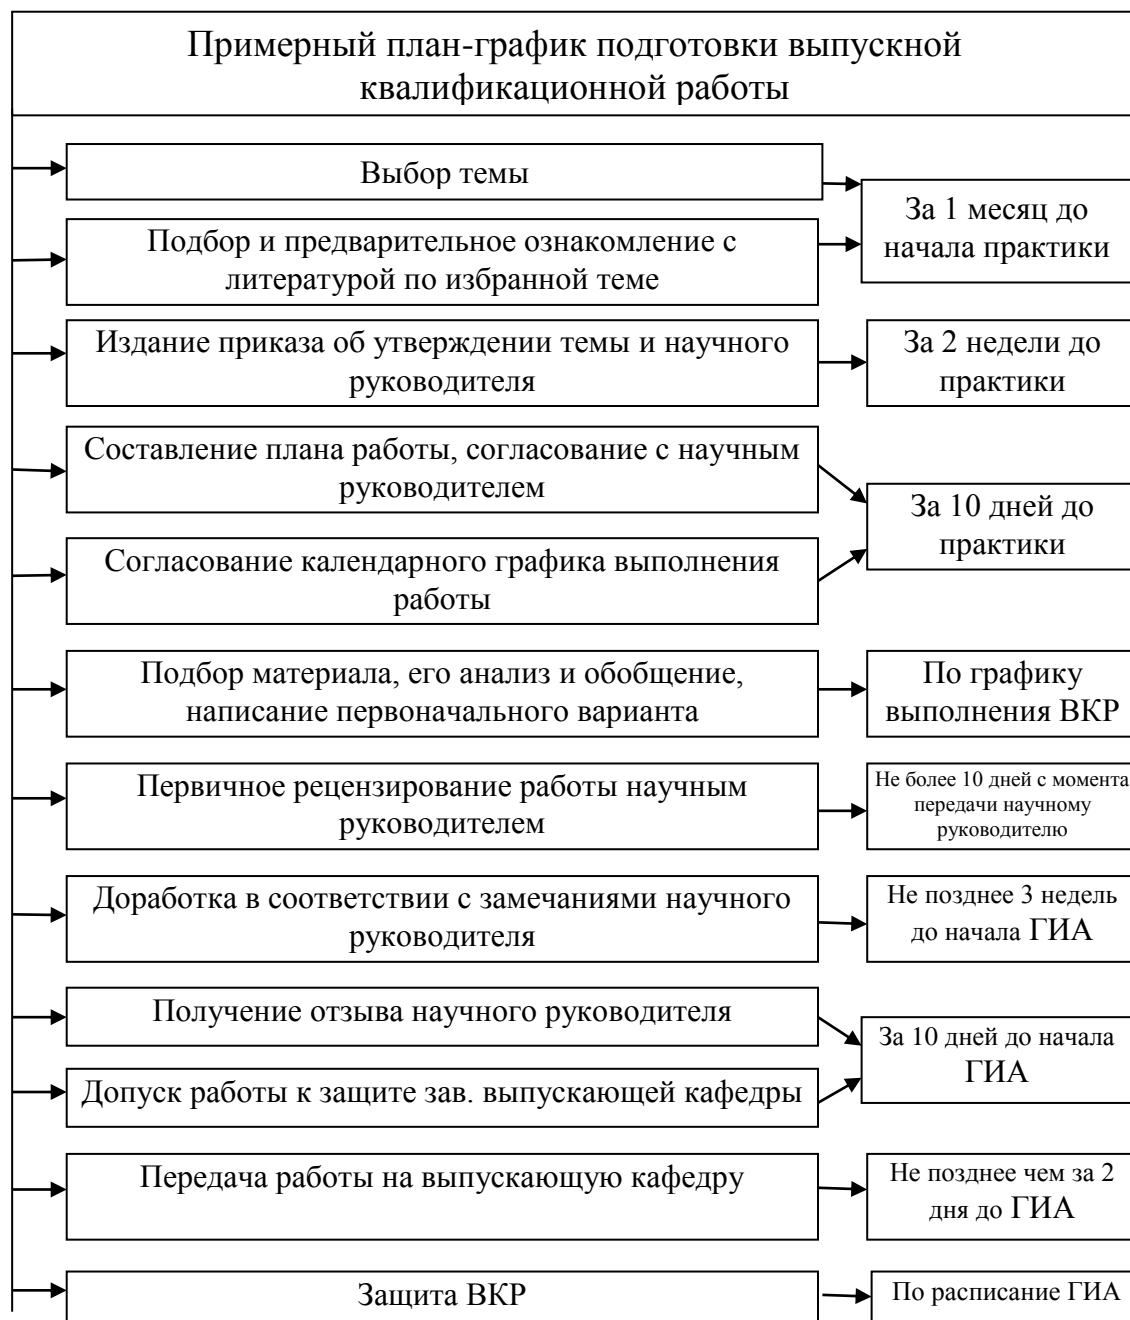 Примерный план-график подготовки выпускной
квалификационной работы
Выбор темы
За 1 месяц до
начала практики
Подбор и предварительное ознакомление с
литературой по избранной теме
Издание приказа об утверждении темы и научного
руководителя
За 2 недели до
практики
Составление плана работы, согласование с научным
руководителем
За 10 дней до
практики
Согласование календарного графика выполнения
работы
Подбор материала, его анализ и обобщение,
написание первоначального варианта
По графику
выполнения ВКР
Первичное рецензирование работы научным
руководителем
Не более 10 дней с момента
передачи научному
руководителю
Доработка в соответствии с замечаниями научного
руководителя
Не позднее 3 недель
до начала ГИА
Получение отзыва научного руководителя
За 10 дней до начала
ГИА
Допуск работы к защите зав. выпускающей кафедры
Передача работы на выпускающую кафедру
Не позднее чем за 2
дня до ГИА
Защита ВКР
По расписание ГИА